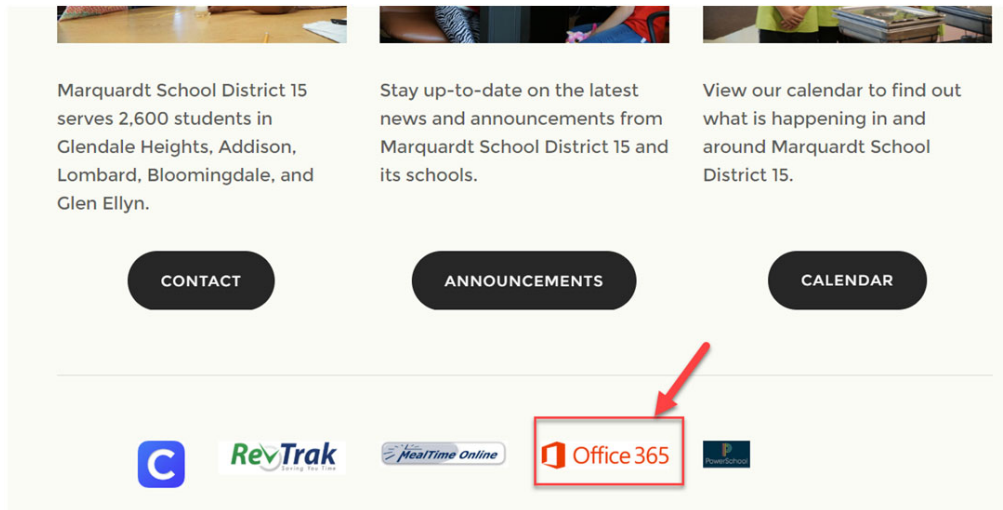 Marquardt School District 15
serves 2,600 students in
Glendale Heights, Addison,
Lombard, Bloomingdale, and
Glen Ellyn.
Stay up-to-date on the latest
news and announcements from
Marquardt School District 15 and
its schools.
View our calendar to find out
what is happening in and
around Marquardt School
District 15.
CONTACT
ANNOUNCEMENTS
CALENDAR
C
RevTrak
Saving You Time
MealTime Online
Office 365
P
PowerSchool